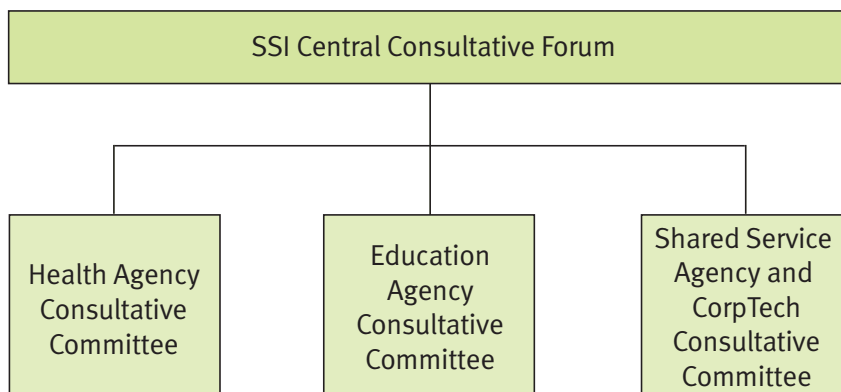 SSI Central Consultative Forum
Health Agency
Consultative
Committee
Education
Agency
Consultative
Committee
Shared Service
Agency and
CorpTech
Consultative
Committee